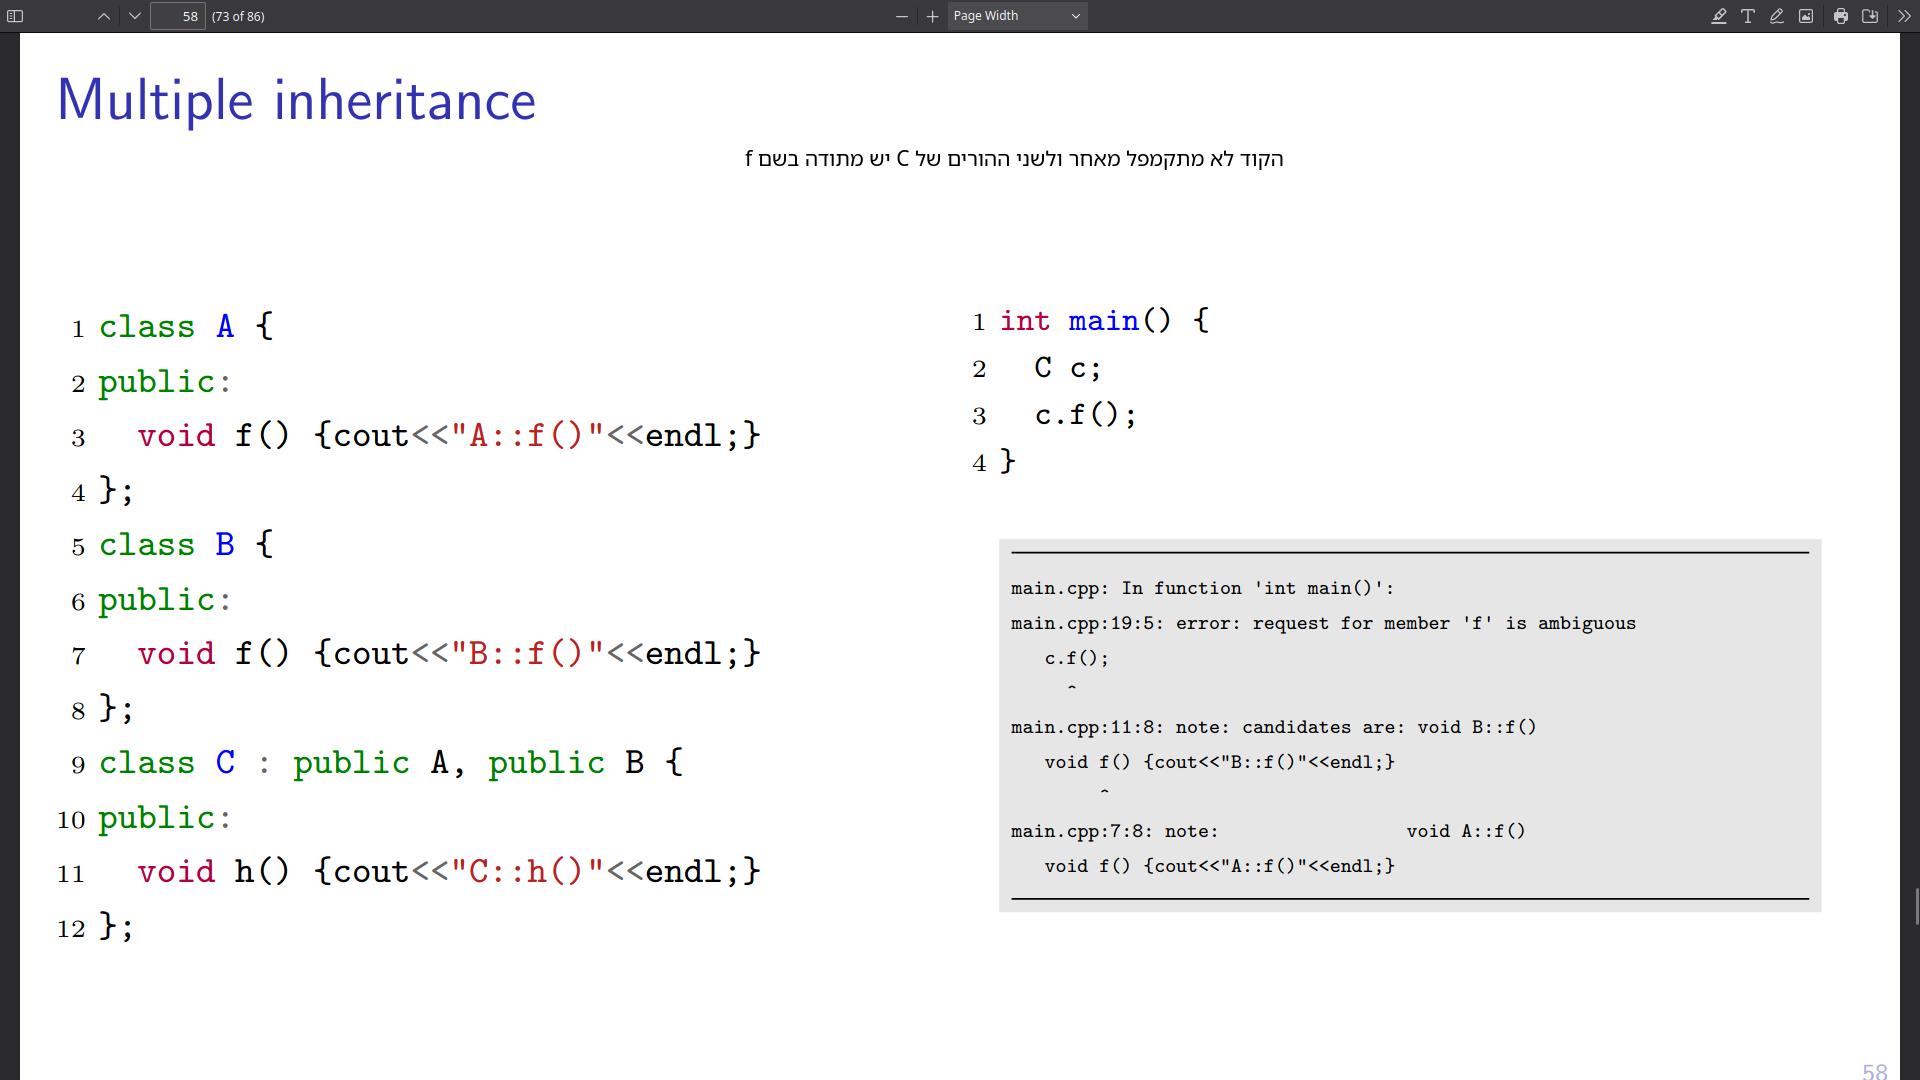 58 (73 of 86) Page Width
Multiple inheritance
הקוד לא מתקמפל מאחר ולשני ההורים של C יש מתודה בשם f
1 class A {
2 public:
3 void f() {cout<<"A::f()"<<endl;}
4 };
5 class B {
6 public:
7 void f() {cout<<"B::f()"<<endl;}
8 };
9 class C : public A, public B {
10 public:
11 void h() {cout<<"C::h()"<<endl;}
12 };
1 int main() {
2 C c;
3 c.f();
4 }
main.cpp: In function 'int main()':
main.cpp:19:5: error: request for member 'f' is ambiguous
c.f();
^
main.cpp:11:8: note: candidates are: void B::f()
void f() {cout<<"B::f()"<<endl;}
^
main.cpp:7:8: note: void A::f()
void f() {cout<<"A::f()"<<endl;}
58